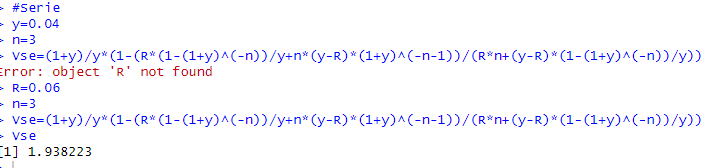 > #Serie
> y=0.04
> n=3
> Vse=(1+y)/y*(1-(R*(1-(1+y)^(-n))/y+n*(y-R)*(1+y)^(-n-1))/(R*n+(y-R)*(1-(1+y)^(-n))/y))
Error: object 'R' not found
> R=0.06
> n=3
> Vse=(1+y)/y*(1-(R*(1-(1+y)^(-n))/y+n*(y-R)*(1+y)^(-n-1))/(R*n+(y-R)*(1-(1+y)^(-n))/y))
> Vse
[1] 1.938223
>